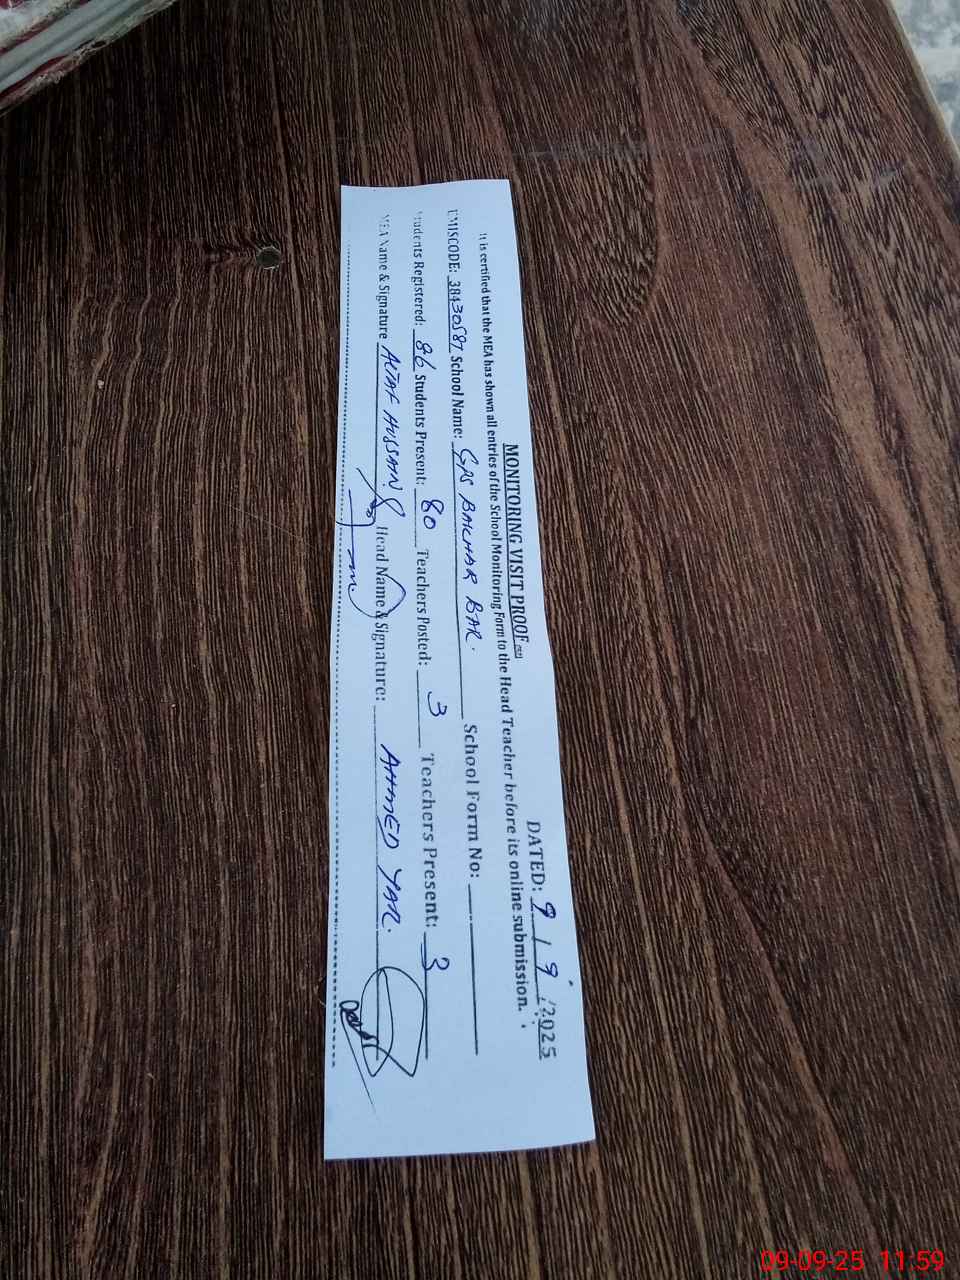 DATED: 9/9/2025
MONITORING VISIT PROOF
It is certified that the MEA has shown all entries of the School Monitoring Form to the Head Teacher before its online submission.
EMISCODE: 38430587 School Name: GPS BAKHAR BAR. School Form No:
Students Registered: 86 Students Present: 80 Teachers Posted: 3 Teachers Present: 3
MEA Name & Signature ALTAF HUSSAIN Head Name & Signature: AHMED YAR.
09-09-25 11:59